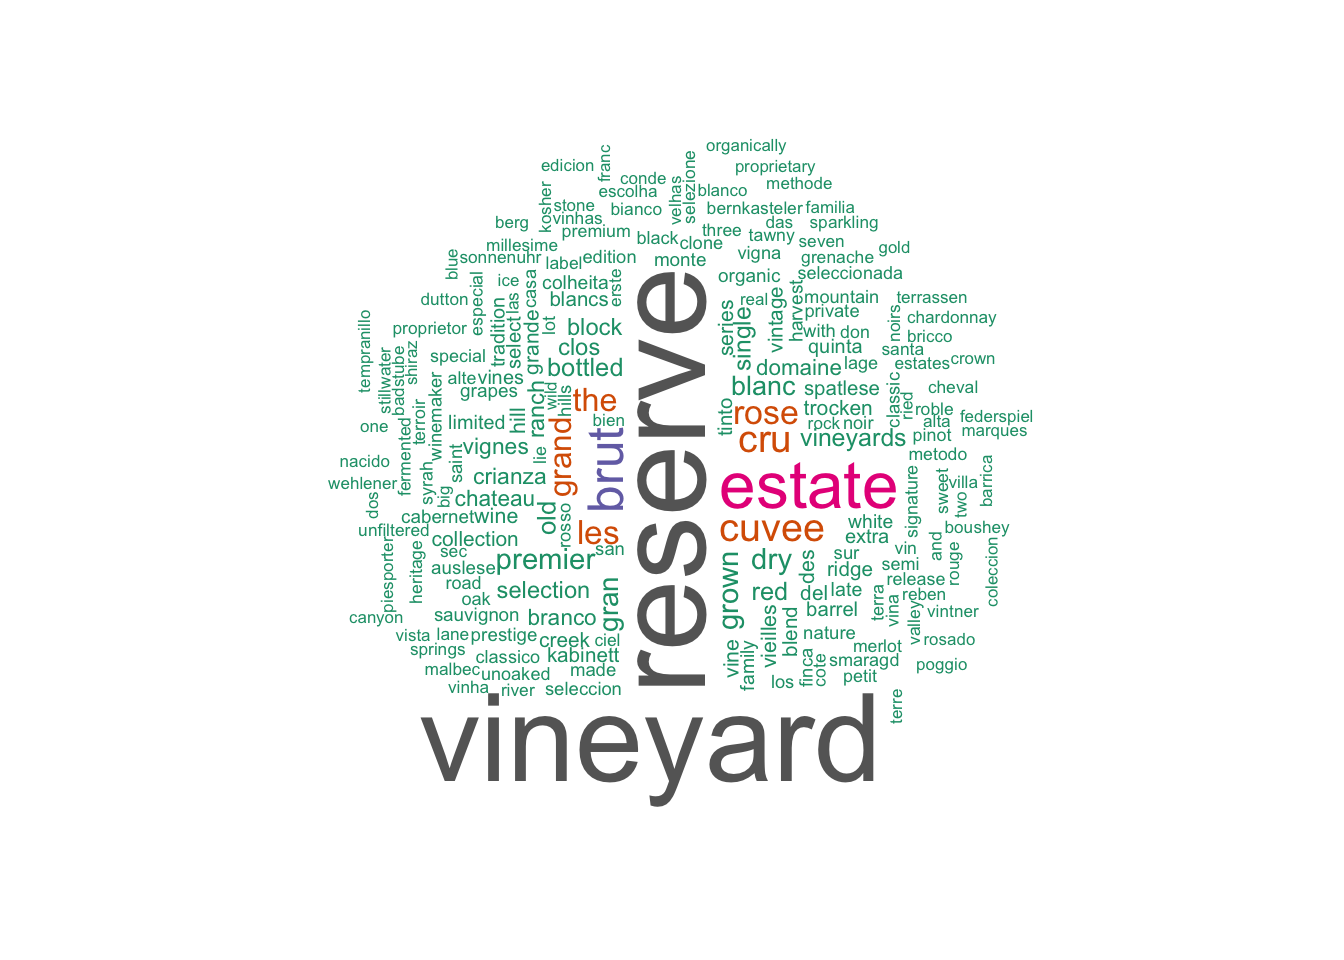 organically
edicion
franc
proprietary
conde
methode
escolha
kosher
velhas
selezione
blanco
stone
bianco
bernkasteler
familia
vinhas
berg
das
sparkling
premium
three
tawny
black
clone
seven
millesime
gold
vigna
grenache
sonnenuhr
label
edition
monte
blue
seleccionada
ice
colheita
erste
organic
casa
especial
dutton
las
blancs
real
vintage
harvest
mountain
terrassen
private
tradition
select
grande
lot
block
series
single
noirs
chardonnay
proprietor
with
don
bricco
tempranillo
clos
quinta
santa
special
shiraz
bottled
domaine
lage
estates
crown
stillwater
badstube
alte
vines
blanc
spatlese
classic
cheval
grapes
ranch
wild
hills
the
reserve
rose
tinto
trocken
ried
roble
federspiel
one
terroir
winemaker
limited
hill
bien
rock
noir
alta
marques
cru
vineyards
pinot
vignes
grand
brut
metodo
nacido
fermented
saint
lie
wehlener
syrah
crianza
estate
signature
sweet
villa
barrica
dos
big
chateau
two
cabernet
wine
old
rosso
les
cuvee
white
boushey
unfiltered
collection
extra
and
sec
san
premier
dry
des
sur
vin
rouge
piesporter
heritage
auslese
ridge
semi
coleccion
road
selection
gran
grown
red
del
late
release
oak
terra
vina
reben
canyon
sauvignon
branco
vieilles
blend
barrel
valley
vintner
vista
lane
prestige
creek
ciel
nature
rosado
springs
classico
kabinett
vine
family
finca
cote
merlot
smaragd
poggio
malbec
unoaked
made
los
petit
vinha
river
seleccion
terre
vineyard